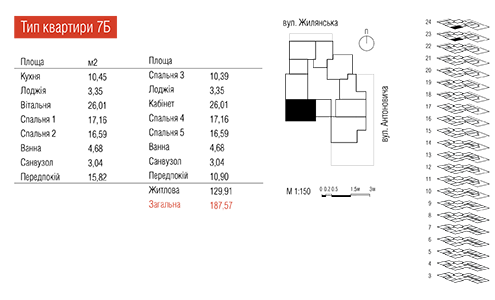 Тип квартири 7Б
Площа м2 Площа
Кухня 10,45 Спальня 3 10,39
Лоджія 3,35 Лоджія 3,35
Вітальня 26,01 Кабінет 26,01
Спальня 1 17,16 Спальня 4 17,16
Спальня 2 16,59 Спальня 5 16,59
Ванна 4,68 Ванна 4,68
Санвузол 3,04 Санвузол 3,04
Передпокій 15,82 Передпокій 10,90
Житлова 129.91
Загальна 187,57
вул. Жилянська
П
вул. Антоновича
М 1:150 0 0.2 0.5 1.5м 3м
24
23
22
21
20
19
18
17
16
15
14
13
12
11
10
9
8
7
6
5
4
3